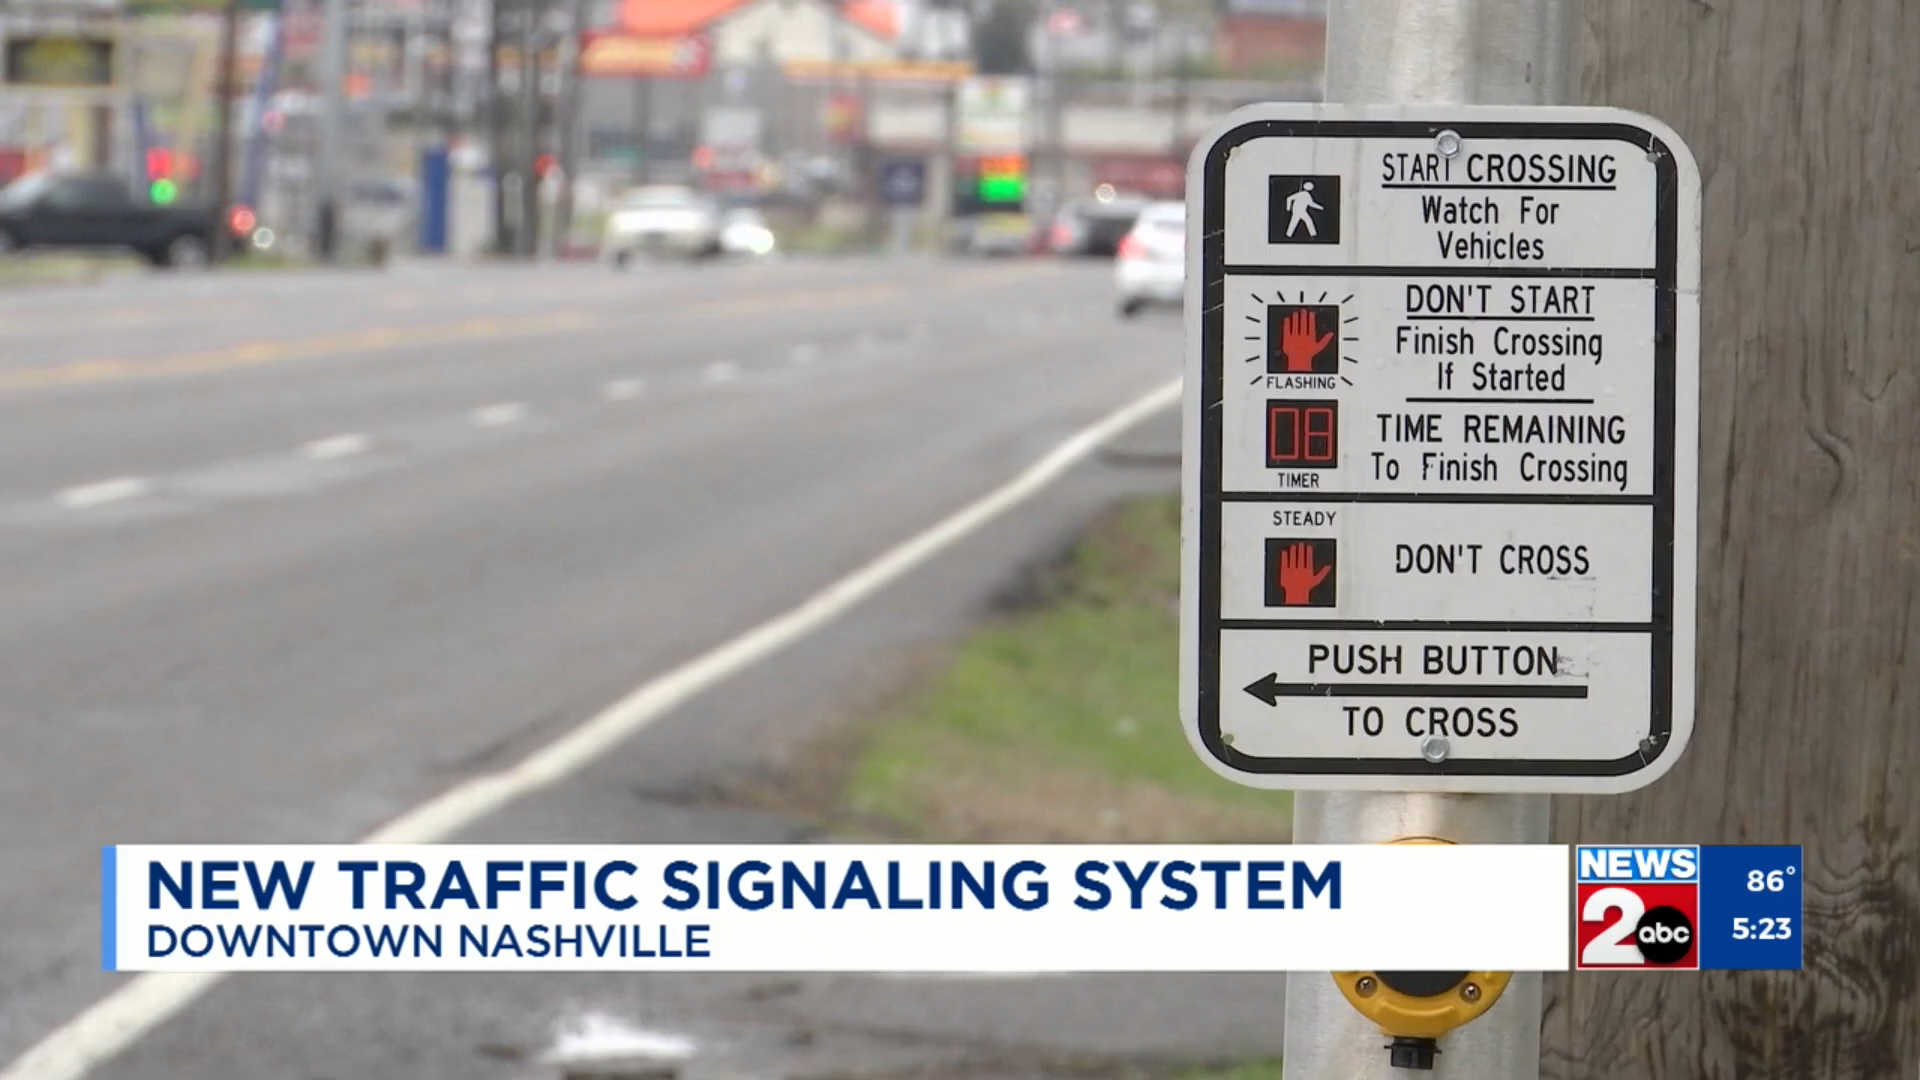 START CROSSING
Watch For
Vehicles
DON'T START
Finish Crossing
If Started
FLASHING
08
TIME REMAINING
To Finish Crossing
TIMER
STEADY
DON'T CROSS
PUSH BUTTON
TO CROSS
NEW TRAFFIC SIGNALING SYSTEM
DOWNTOWN NASHVILLE
NEWS
2 abc
86°
5:23